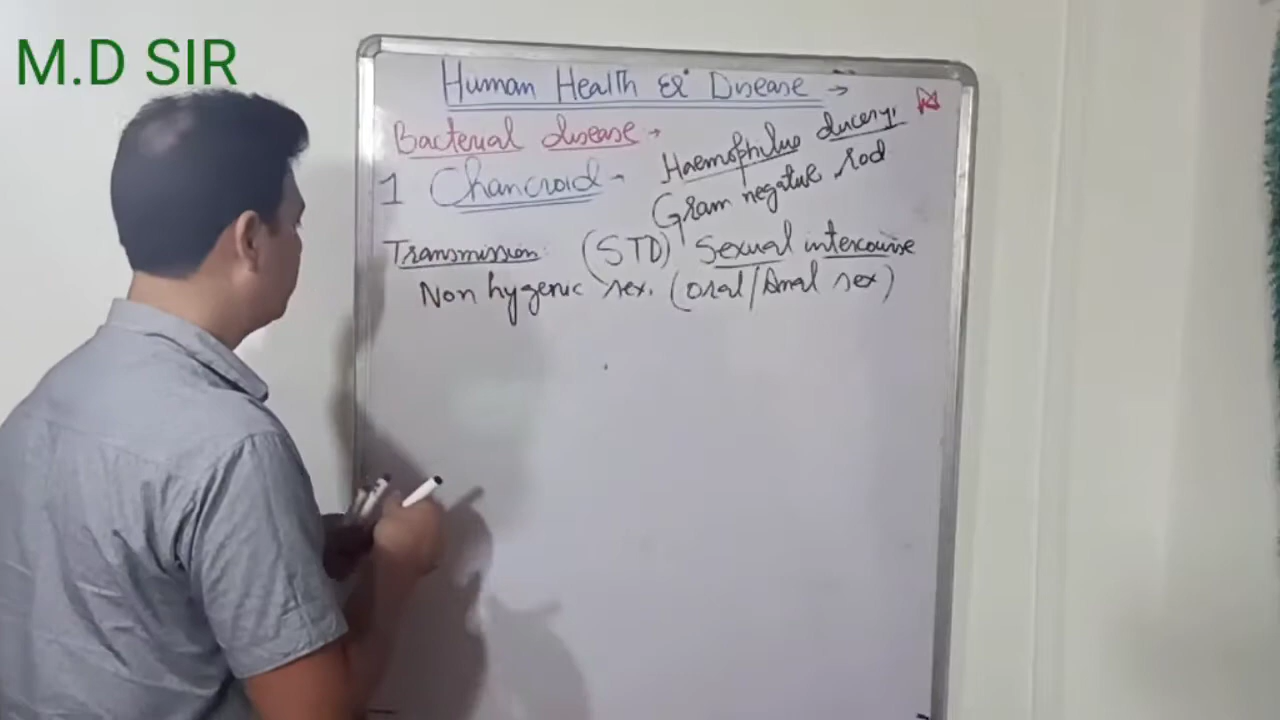 M.D SIR
Human Health & Disease →
Bacterial disease →
Haemophilus duceryi
1 Chancroid -
Gram negative rod
Transmission: (STD) Sexual intercourse
Non hygenic sex. (oral/Anal sex)